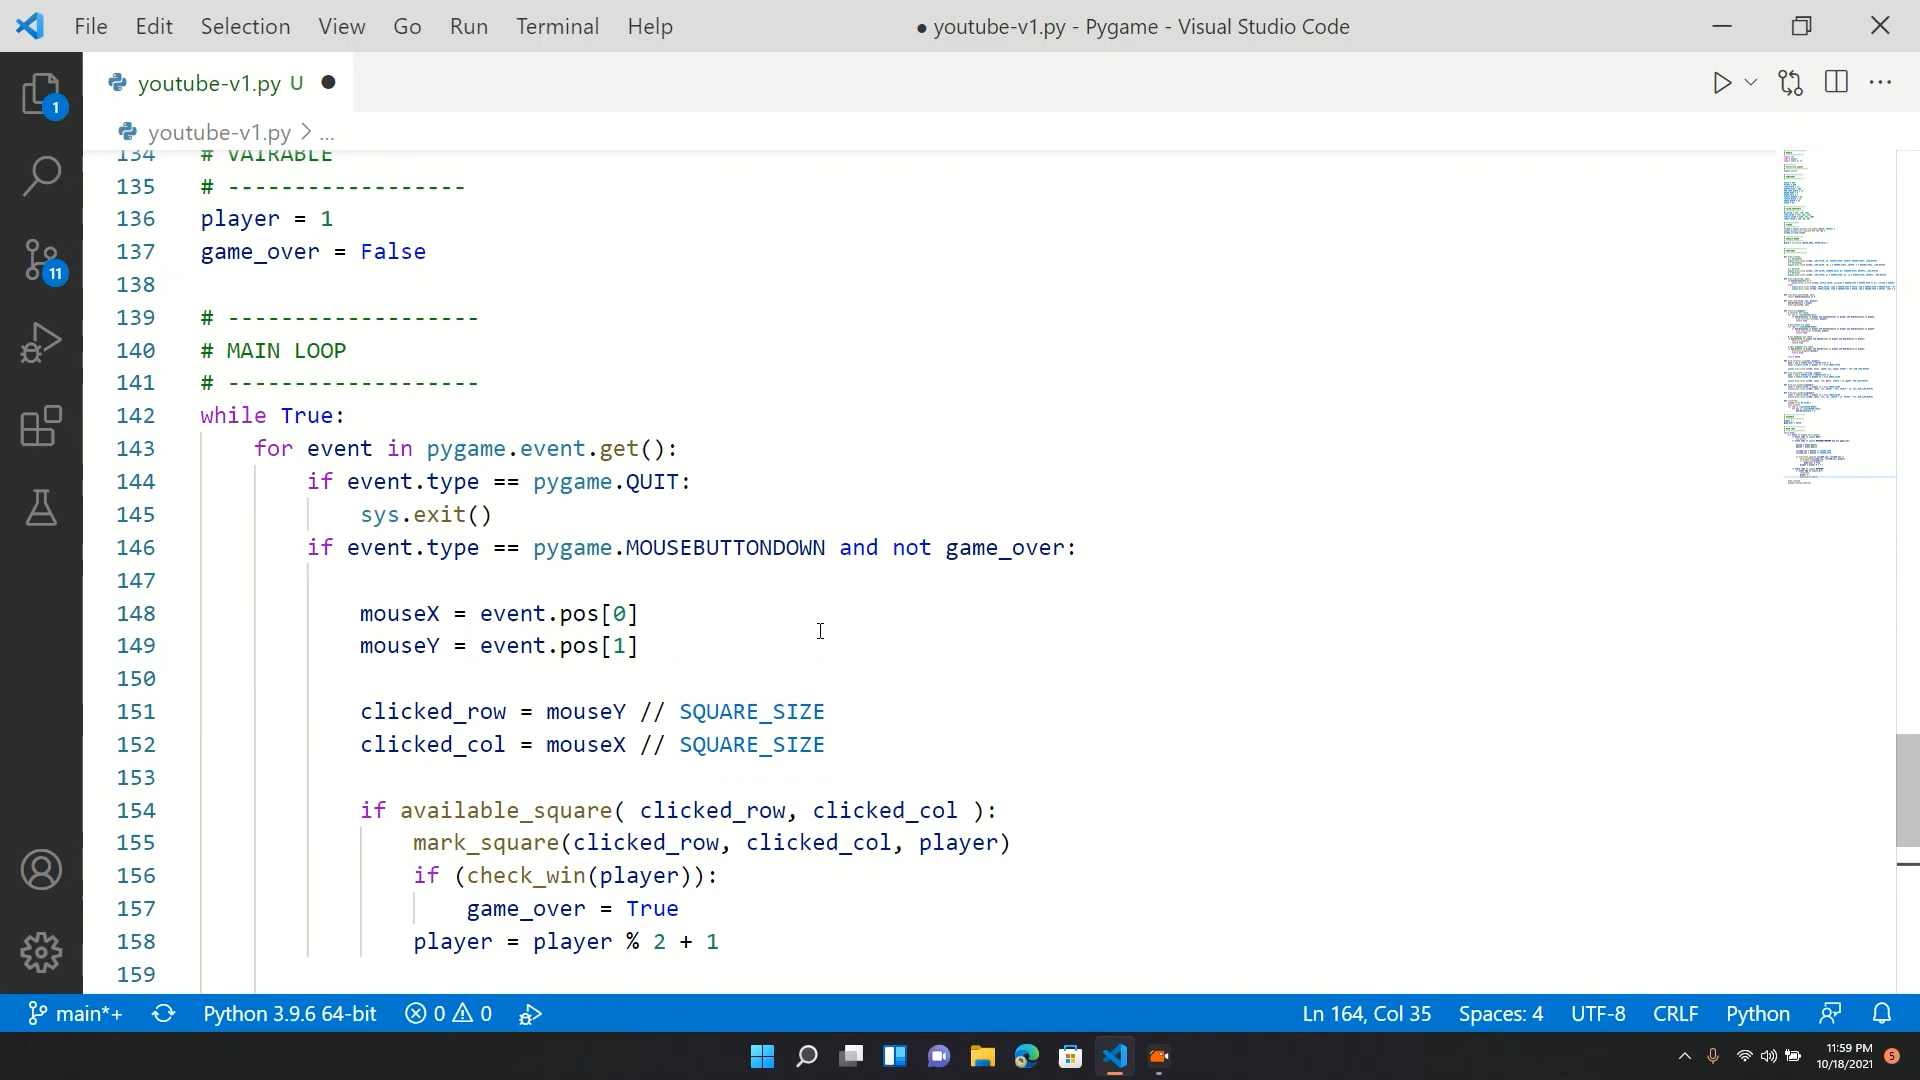 File Edit Selection View Go Run Terminal Help ● youtube-v1.py - Pygame - Visual Studio Code
youtube-v1.py U ●
youtube-v1.py > ...
134 # VAIRABLE
135 # ------------------
136 player = 1
137 game_over = False
138
139 # -------------------
140 # MAIN LOOP
141 # -------------------
142 while True:
143 for event in pygame.event.get():
144 if event.type == pygame.QUIT:
145 sys.exit()
146 if event.type == pygame.MOUSEBUTTONDOWN and not game_over:
147
148 mouseX = event.pos[0]
149 mouseY = event.pos[1]
150
151 clicked_row = mouseY // SQUARE_SIZE
152 clicked_col = mouseX // SQUARE_SIZE
153
154 if available_square( clicked_row, clicked_col ):
155 mark_square(clicked_row, clicked_col, player)
156 if (check_win(player)):
157 game_over = True
158 player = player % 2 + 1
159
1
11
main*+ Python 3.9.6 64-bit 0 0 Ln 164, Col 35 Spaces: 4 UTF-8 CRLF Python
11:59 PM
10/18/2021
5